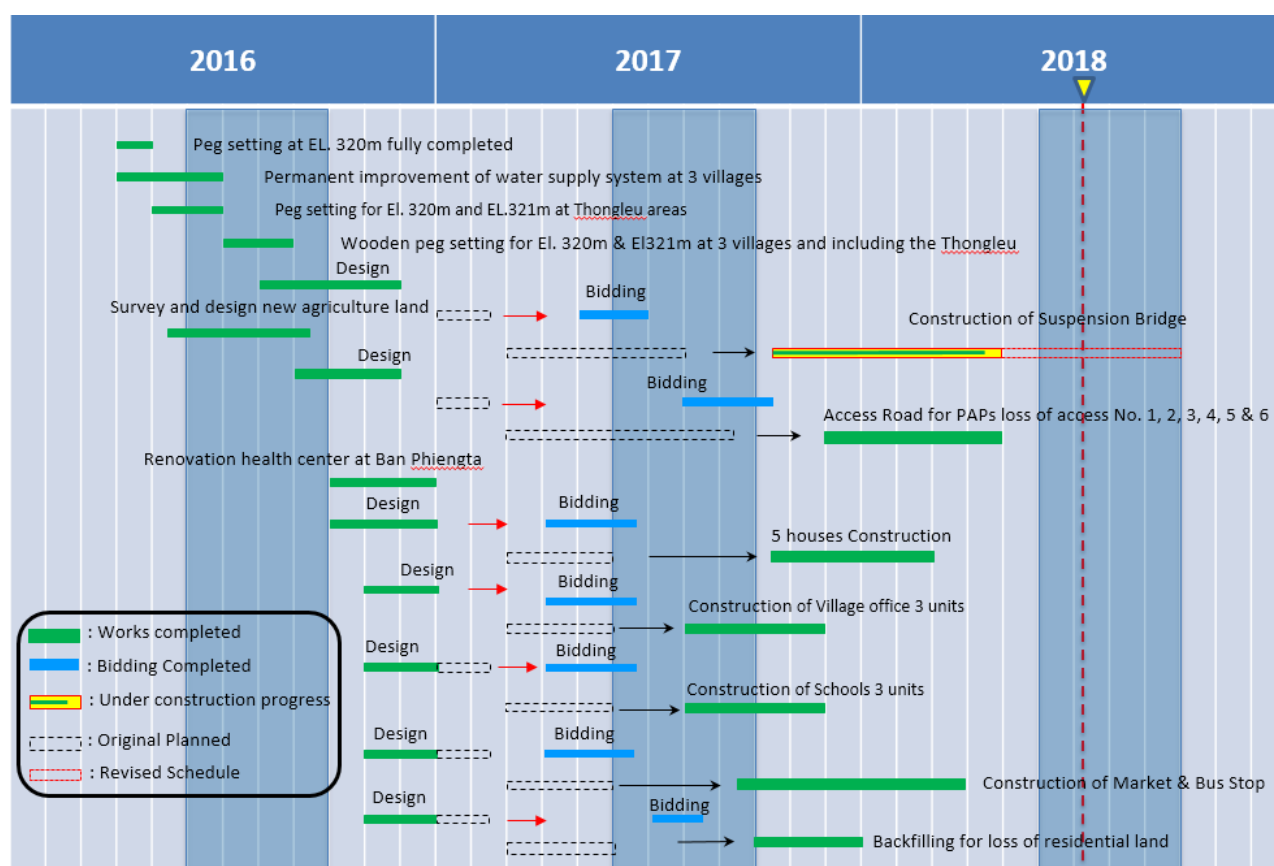 2016 2017 2018
Peg setting at EL. 320m fully completed
Permanent improvement of water supply system at 3 villages
Peg setting for El. 320m and EL.321m at Thongleu areas
Wooden peg setting for El. 320m & El321m at 3 villages and including the Thongleu
Design
Bidding
Survey and design new agriculture land
Construction of Suspension Bridge
Design
Bidding
Access Road for PAPs loss of access No. 1, 2, 3, 4, 5 & 6
Renovation health center at Ban Phiengta
Design
Bidding
5 houses Construction
Design
Bidding
Construction of Village office 3 units
Design
Bidding
Construction of Schools 3 units
Design
Bidding
Construction of Market & Bus Stop
Design
Bidding
Backfilling for loss of residential land
: Works completed
: Bidding Completed
: Under construction progress
: Original Planned
: Revised Schedule